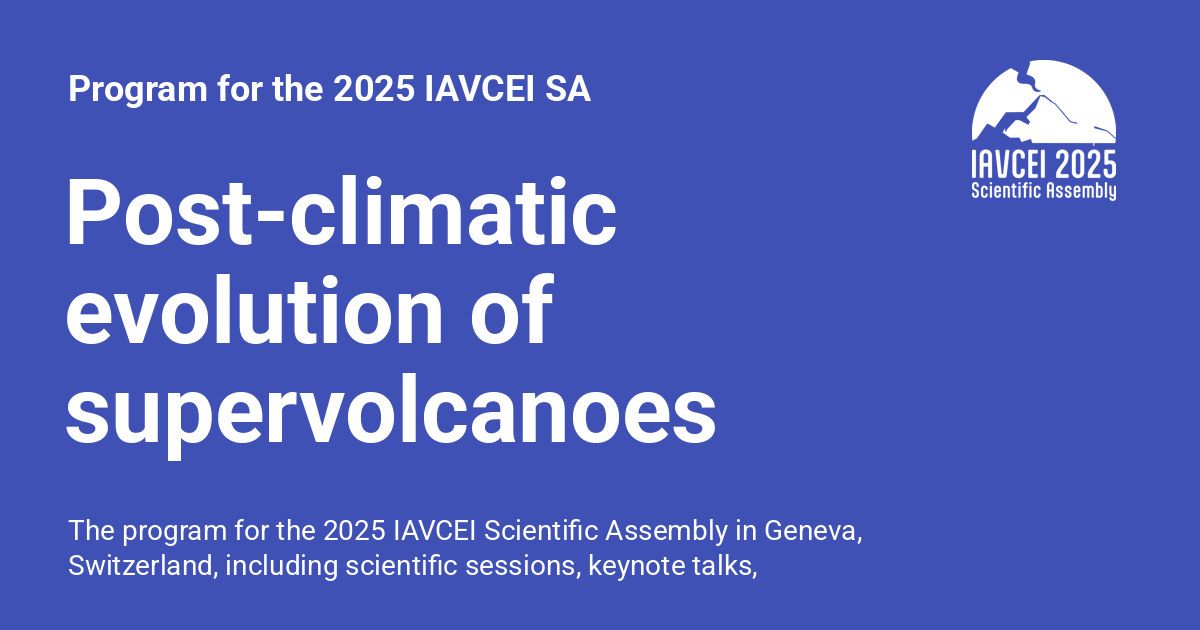 Program for the 2025 IAVCEI SA
IAVCEI 2025
Scientific Assembly
Post-climatic
evolution of
supervolcanoes
The program for the 2025 IAVCEI Scientific Assembly in Geneva,
Switzerland, including scientific sessions, keynote talks,